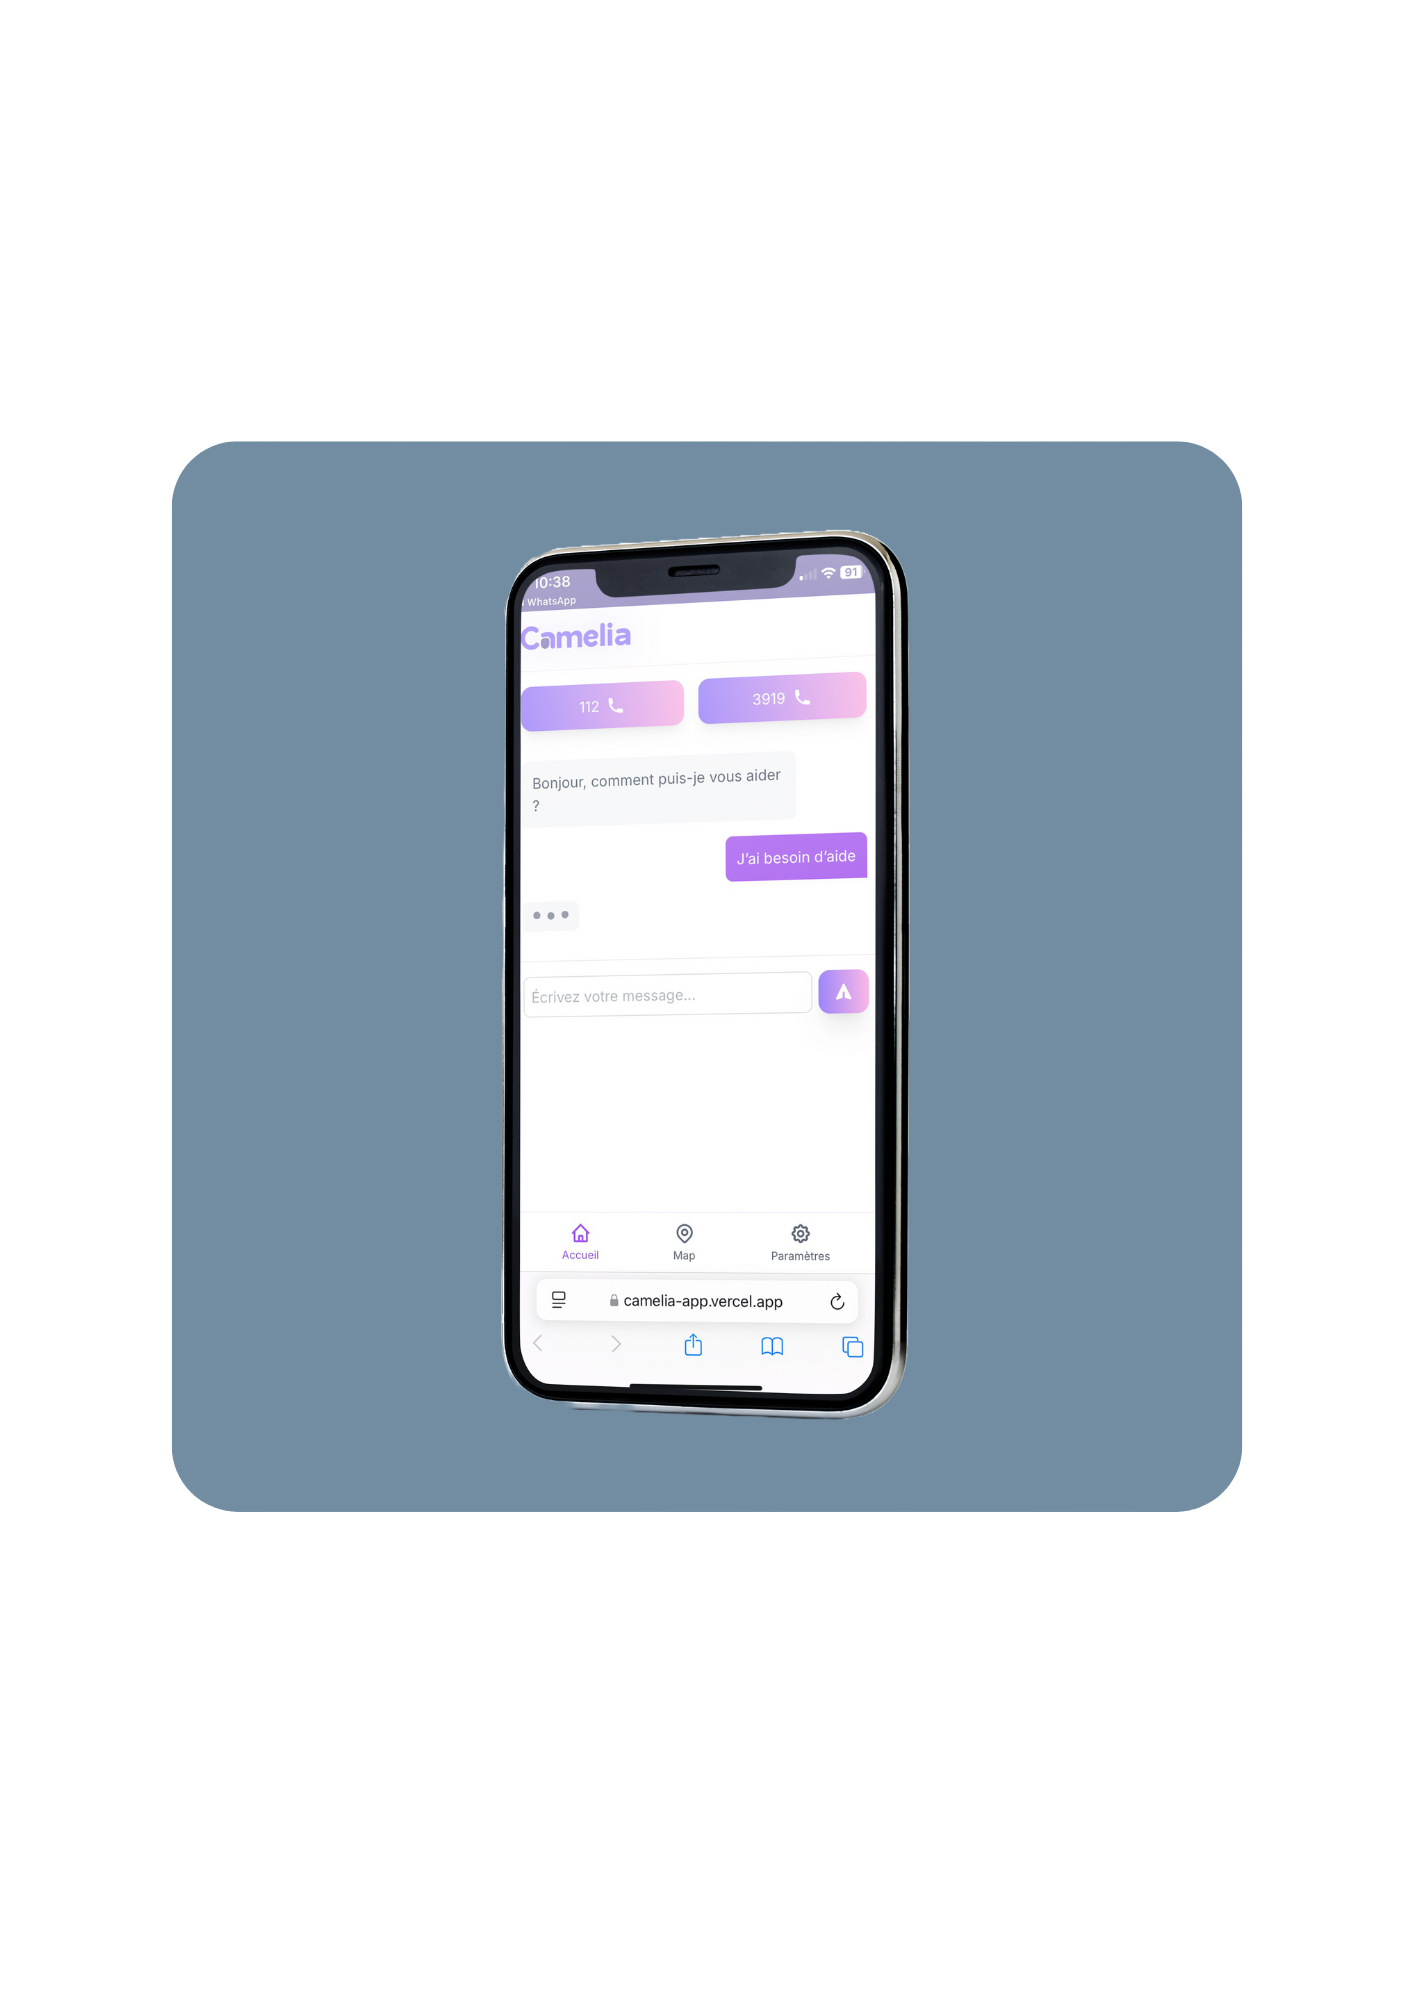 10:38
91
WhatsApp
Camelia
112
3919
Bonjour, comment puis-je vous aider
?
J'ai besoin d'aide
Écrivez votre message...
Accueil
Map
Paramètres
camelia-app.vercel.app